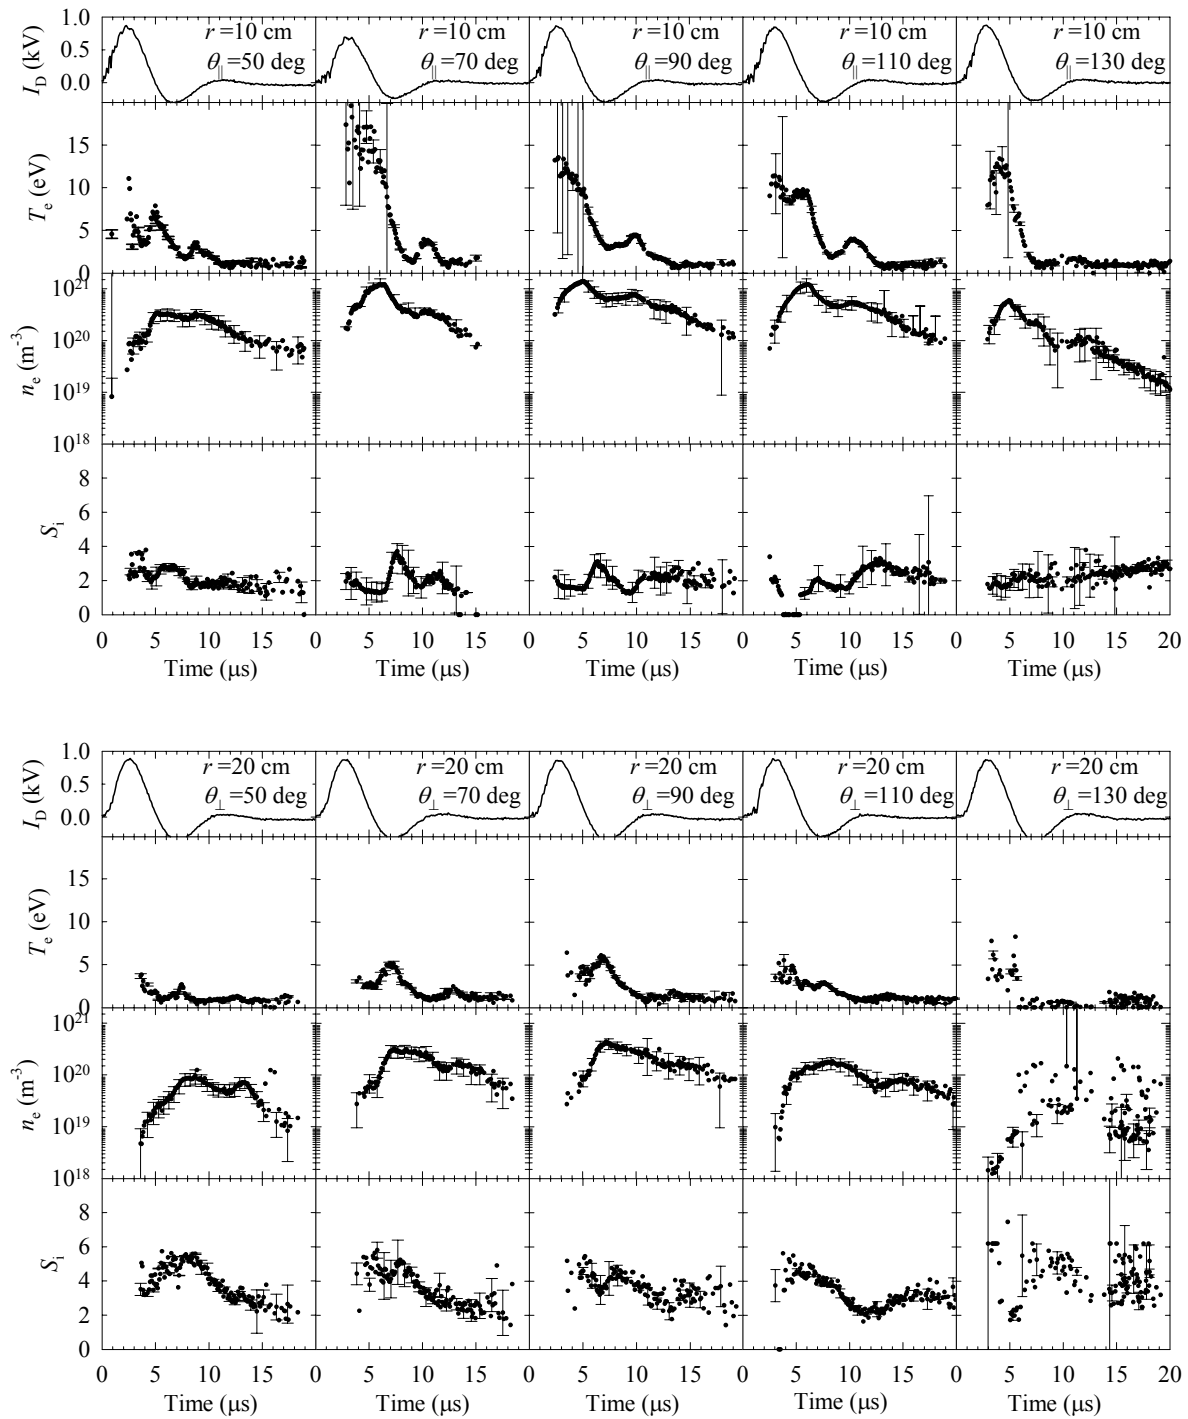 1.0
0.5
0.0
I_D (kV)
r =10 cm
θ_∥ =50 deg
r =10 cm
θ_∥ =70 deg
r =10 cm
θ_∥ =90 deg
r =10 cm
θ_∥ =110 deg
r =10 cm
θ_∥ =130 deg
15
10
5
0
T_e (eV)
10^21
10^20
10^19
10^18
n_e (m^-3)
8
6
4
2
0
S_i
0 5 10 15 0 5 10 15 0 5 10 15 0 5 10 15 0 5 10 15 20
Time (μs) Time (μs) Time (μs) Time (μs) Time (μs)
1.0
0.5
0.0
I_D (kV)
r =20 cm
θ_⊥ =50 deg
r =20 cm
θ_⊥ =70 deg
r =20 cm
θ_⊥ =90 deg
r =20 cm
θ_⊥ =110 deg
r =20 cm
θ_⊥ =130 deg
15
10
5
0
T_e (eV)
10^21
10^20
10^19
10^18
n_e (m^-3)
8
6
4
2
0
S_i
0 5 10 15 0 5 10 15 0 5 10 15 0 5 10 15 0 5 10 15 20
Time (μs) Time (μs) Time (μs) Time (μs) Time (μs)